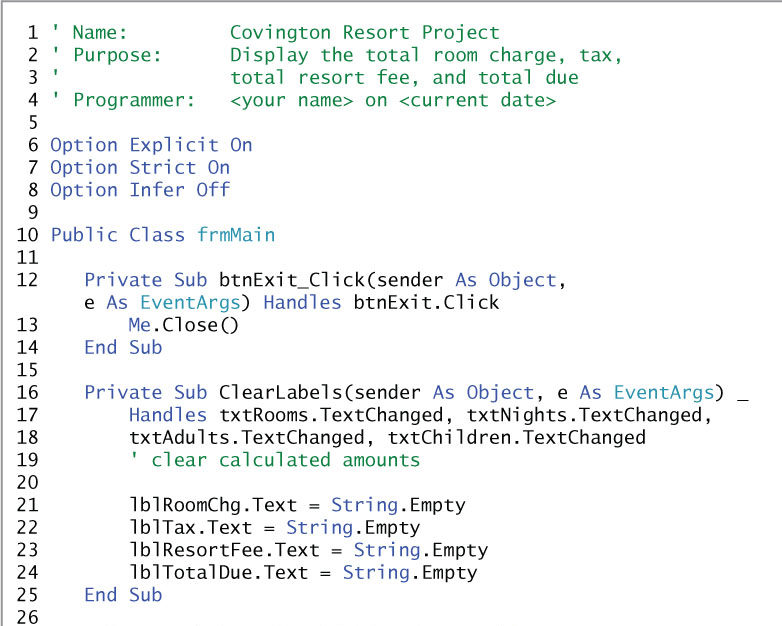 1 ' Name:         Covington Resort Project
2 ' Purpose:      Display the total room charge, tax,
3 '               total resort fee, and total due
4 ' Programmer:   <your name> on <current date>
5
6 Option Explicit On
7 Option Strict On
8 Option Infer Off
9
10 Public Class frmMain
11
12    Private Sub btnExit_Click(sender As Object,
   e As EventArgs) Handles btnExit.Click
13        Me.Close()
14    End Sub
15
16    Private Sub ClearLabels(sender As Object, e As EventArgs) _
17        Handles txtRooms.TextChanged, txtNights.TextChanged,
18        txtAdults.TextChanged, txtChildren.TextChanged
19        ' clear calculated amounts
20
21        lblRoomChg.Text = String.Empty
22        lblTax.Text = String.Empty
23        lblResortFee.Text = String.Empty
24        lblTotalDue.Text = String.Empty
25    End Sub
26